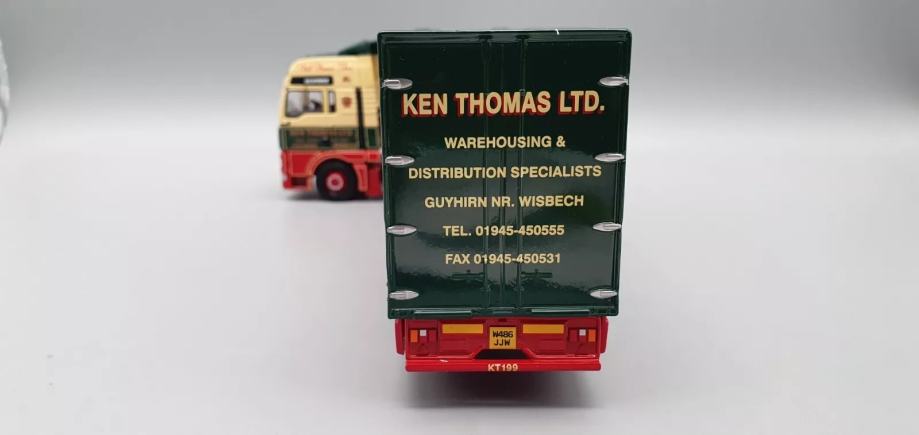 KEN THOMAS LTD.
WAREHOUSING &
DISTRIBUTION SPECIALISTS
GUYHIRN NR. WISBECH
TEL. 01945-450555
FAX 01945-450531
W486
JJW
KT199